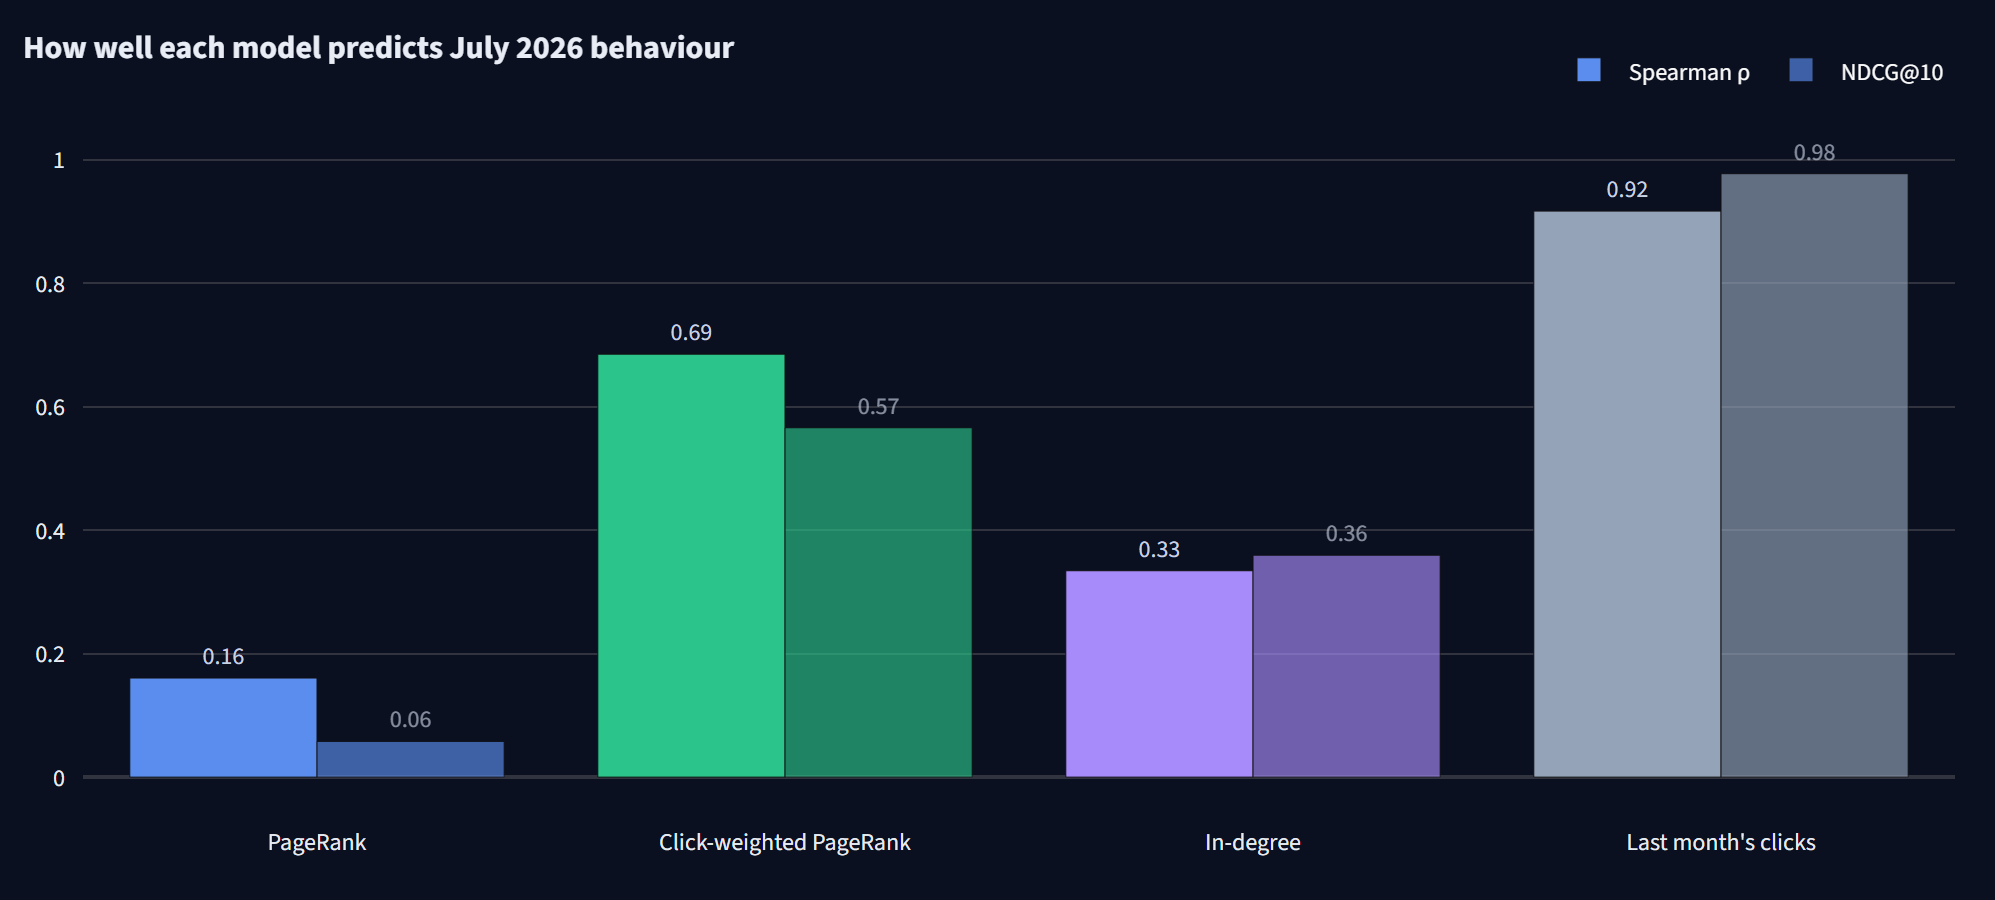 How well each model predicts July 2026 behaviour
Spearman ρ NDCG@10
1
0.8
0.6
0.4
0.2
0
0.16
0.06
0.69
0.57
0.33
0.36
0.92
0.98
PageRank
Click-weighted PageRank
In-degree
Last month's clicks